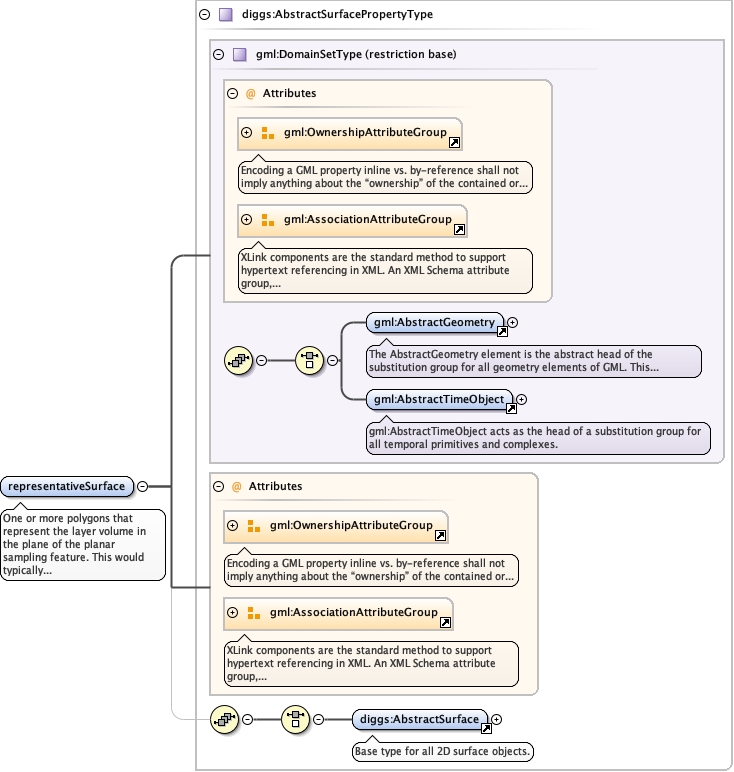 diggs:AbstractSurfacePropertyType
gml:DomainSetType (restriction base)
@ Attributes
gml:OwnershipAttributeGroup
Encoding a GML property inline vs. by-reference shall not
imply anything about the “ownership” of the contained or...
gml:AssociationAttributeGroup
XLink components are the standard method to support
hypertext referencing in XML. An XML Schema attribute
group,...
gml:AbstractGeometry
The AbstractGeometry element is the abstract head of the
substitution group for all geometry elements of GML. This...
gml:AbstractTimeObject
gml:AbstractTimeObject acts as the head of a substitution group for
all temporal primitives and complexes.
representativeSurface
One or more polygons that
represent the layer volume in
the plane of the planar
sampling feature. This would
typically...
@ Attributes
gml:OwnershipAttributeGroup
Encoding a GML property inline vs. by-reference shall not
imply anything about the “ownership” of the contained or...
gml:AssociationAttributeGroup
XLink components are the standard method to support
hypertext referencing in XML. An XML Schema attribute
group,...
diggs:AbstractSurface
Base type for all 2D surface objects.